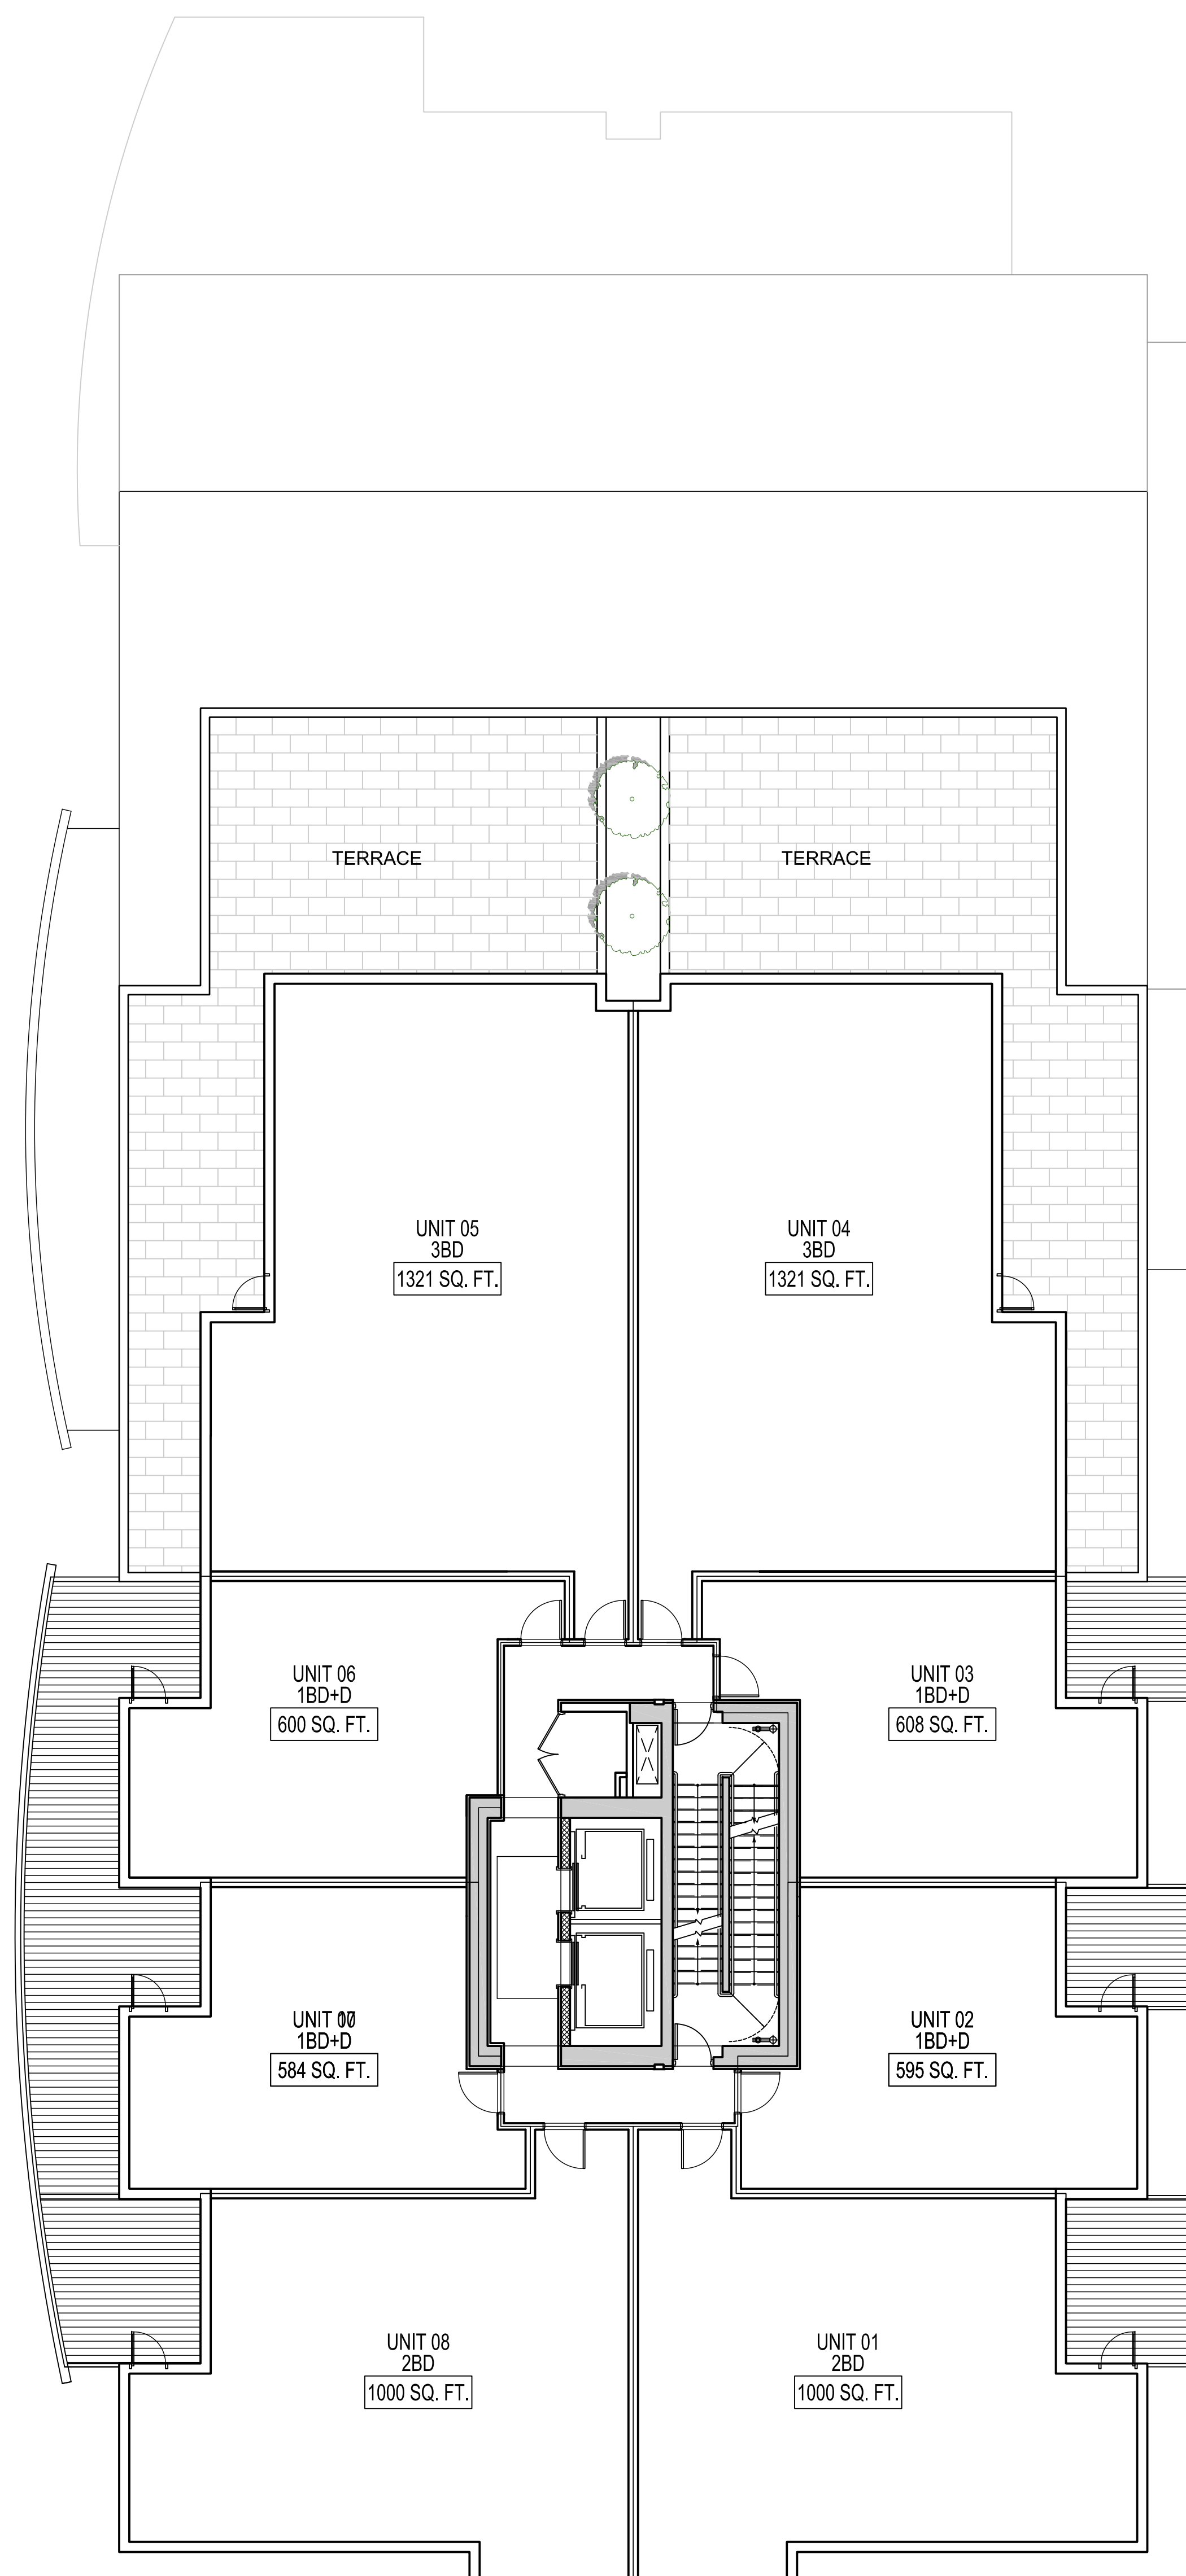 TERRACE
TERRACE
UNIT 05
3BD
1321 SQ. FT.
UNIT 04
3BD
1321 SQ. FT.
UNIT 06
1BD+D
600 SQ. FT.
UNIT 03
1BD+D
608 SQ. FT.
UNIT
1BD+D
584 SQ. FT.
UNIT 02
1BD+D
595 SQ. FT.
UNIT 08
2BD
1000 SQ. FT.
UNIT 01
2BD
1000 SQ. FT.